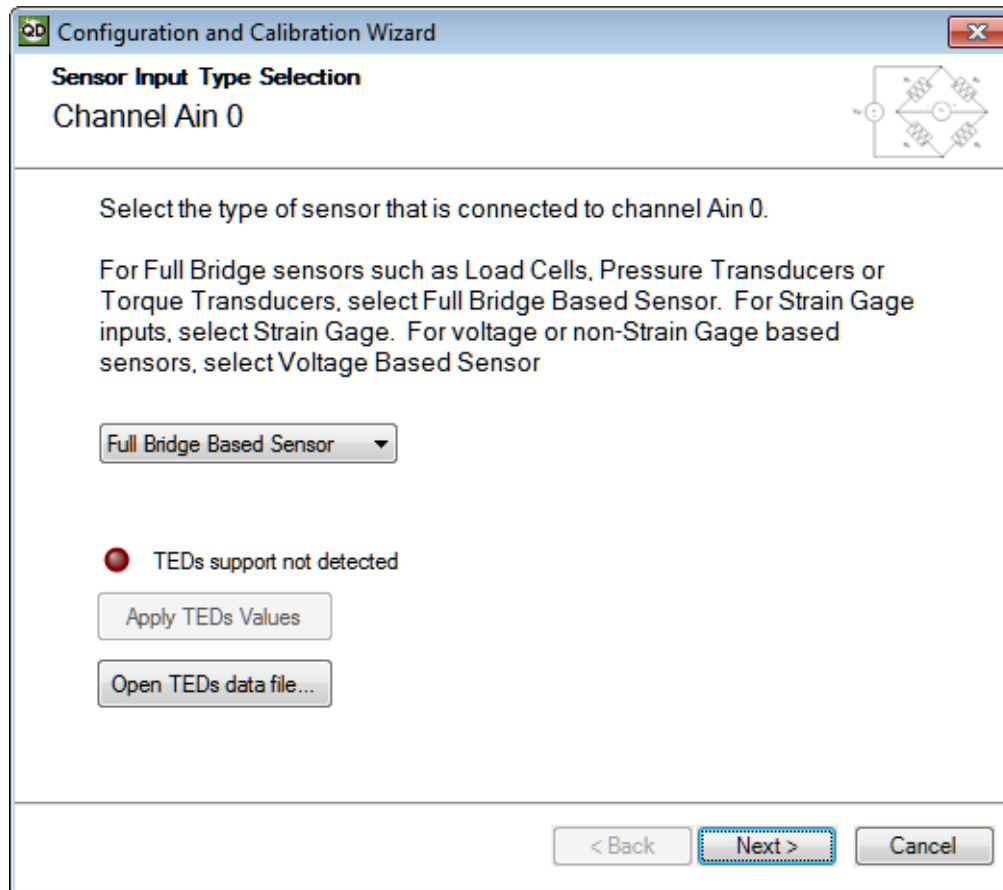 QD Configuration and Calibration Wizard
Sensor Input Type Selection
Channel Ain 0
Select the type of sensor that is connected to channel Ain 0.
For Full Bridge sensors such as Load Cells, Pressure Transducers or
Torque Transducers, select Full Bridge Based Sensor.  For Strain Gage
inputs, select Strain Gage.  For voltage or non-Strain Gage based
sensors, select Voltage Based Sensor
Full Bridge Based Sensor
TEDs support not detected
Apply TEDs Values
Open TEDs data file...
< Back Next > Cancel